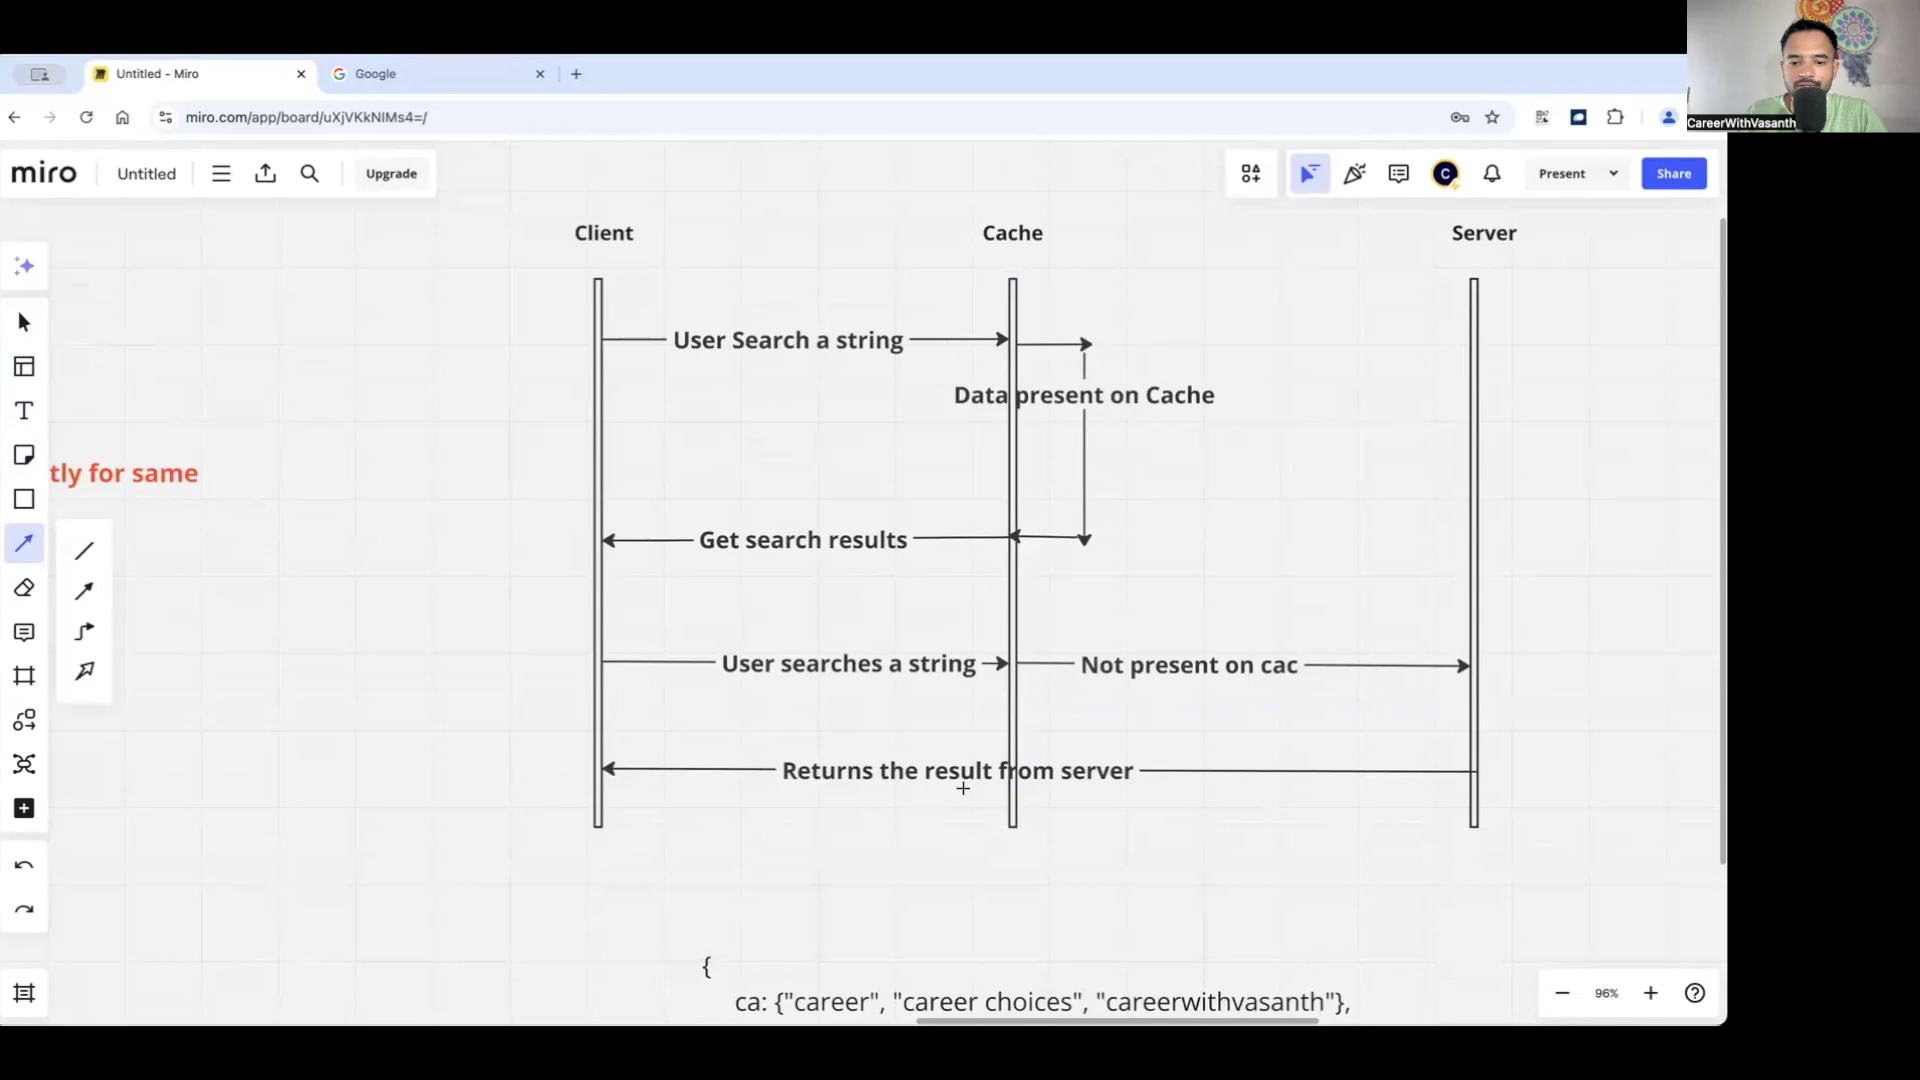 Untitled - Miro
Google
miro.com/app/board/uXjVKkNIMs4=/
CareerWithVasanth
miro
Untitled
Upgrade
C
Present
Share
Client
Cache
Server
User Search a string
Data present on Cache
tly for same
Get search results
User searches a string
Not present on cac
Returns the result from server
{
ca: {"career", "career choices", "careerwithvasanth"},
96%